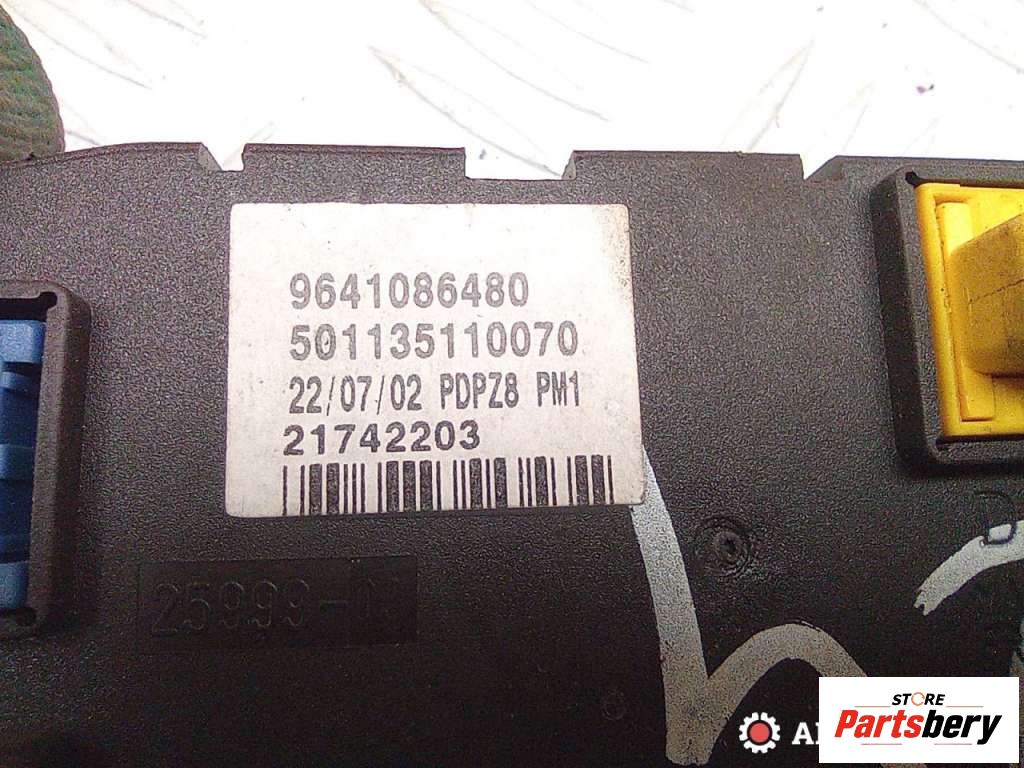 9641086480
501135110070
22/07/02 PDPZ8 PM1
21742203
STORE
Partsbery